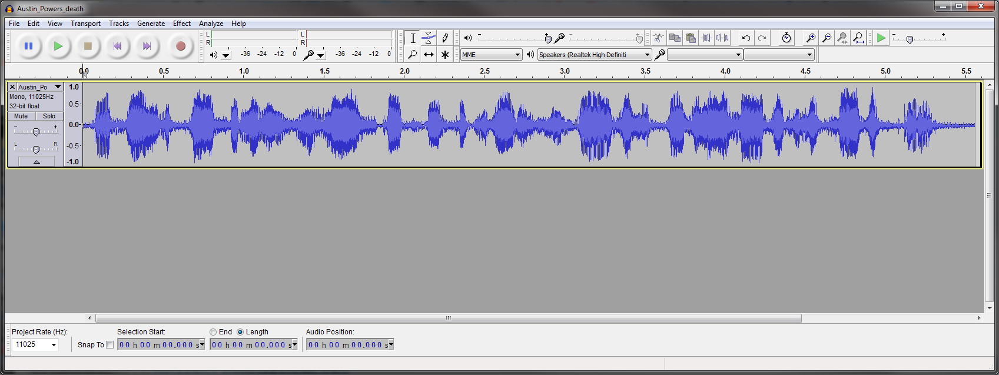 Austin_Powers_death
File Edit View Transport Tracks Generate Effect Analyze Help
L L
R R
-36 -24 -12 0 -36 -24 -12 0
- + - +
- +
MME Speakers (Realtek High Definiti
0.0 0.5 1.0 1.5 2.0 2.5 3.0 3.5 4.0 4.5 5.0 5.5
Austin_Po 1.0
Mono, 11025Hz
32-bit float 0.5
Mute Solo
- + 0.0
L R -0.5
-1.0
Project Rate (Hz): Selection Start: End Length Audio Position:
11025 Snap To 00 h 00 m 00.000 s 00 h 00 m 00.000 s 00 h 00 m 00.000 s